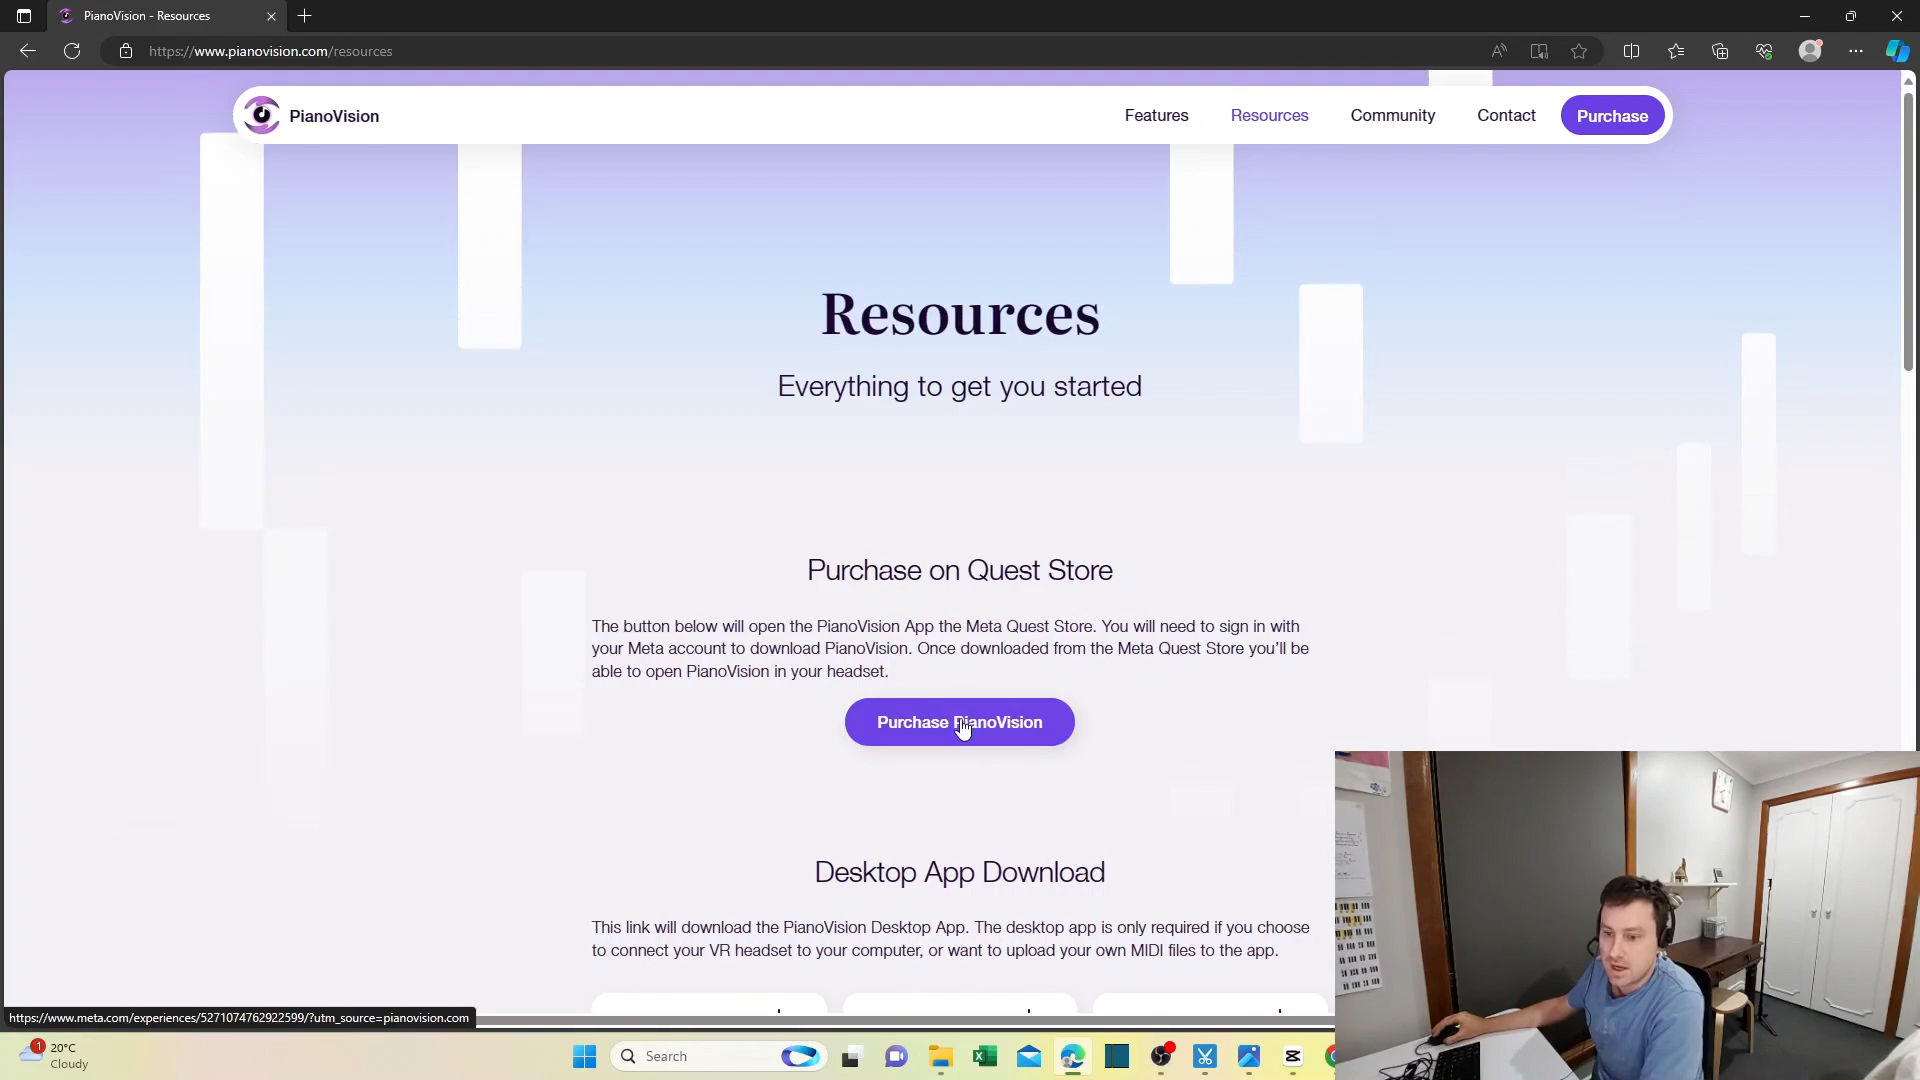 PianoVision - Resources
https://www.pianovision.com/resources
PianoVision
Features
Resources
Community
Contact
Purchase
Resources
Everything to get you started
Purchase on Quest Store
The button below will open the PianoVision App the Meta Quest Store. You will need to sign in with
your Meta account to download PianoVision. Once downloaded from the Meta Quest Store you’ll be
able to open PianoVision in your headset.
Purchase PianoVision
Desktop App Download
This link will download the PianoVision Desktop App. The desktop app is only required if you choose
to connect your VR headset to your computer, or want to upload your own MIDI files to the app.
https://www.meta.com/experiences/5271074762922599/?utm_source=pianovision.com
1
20°C
Cloudy
Search